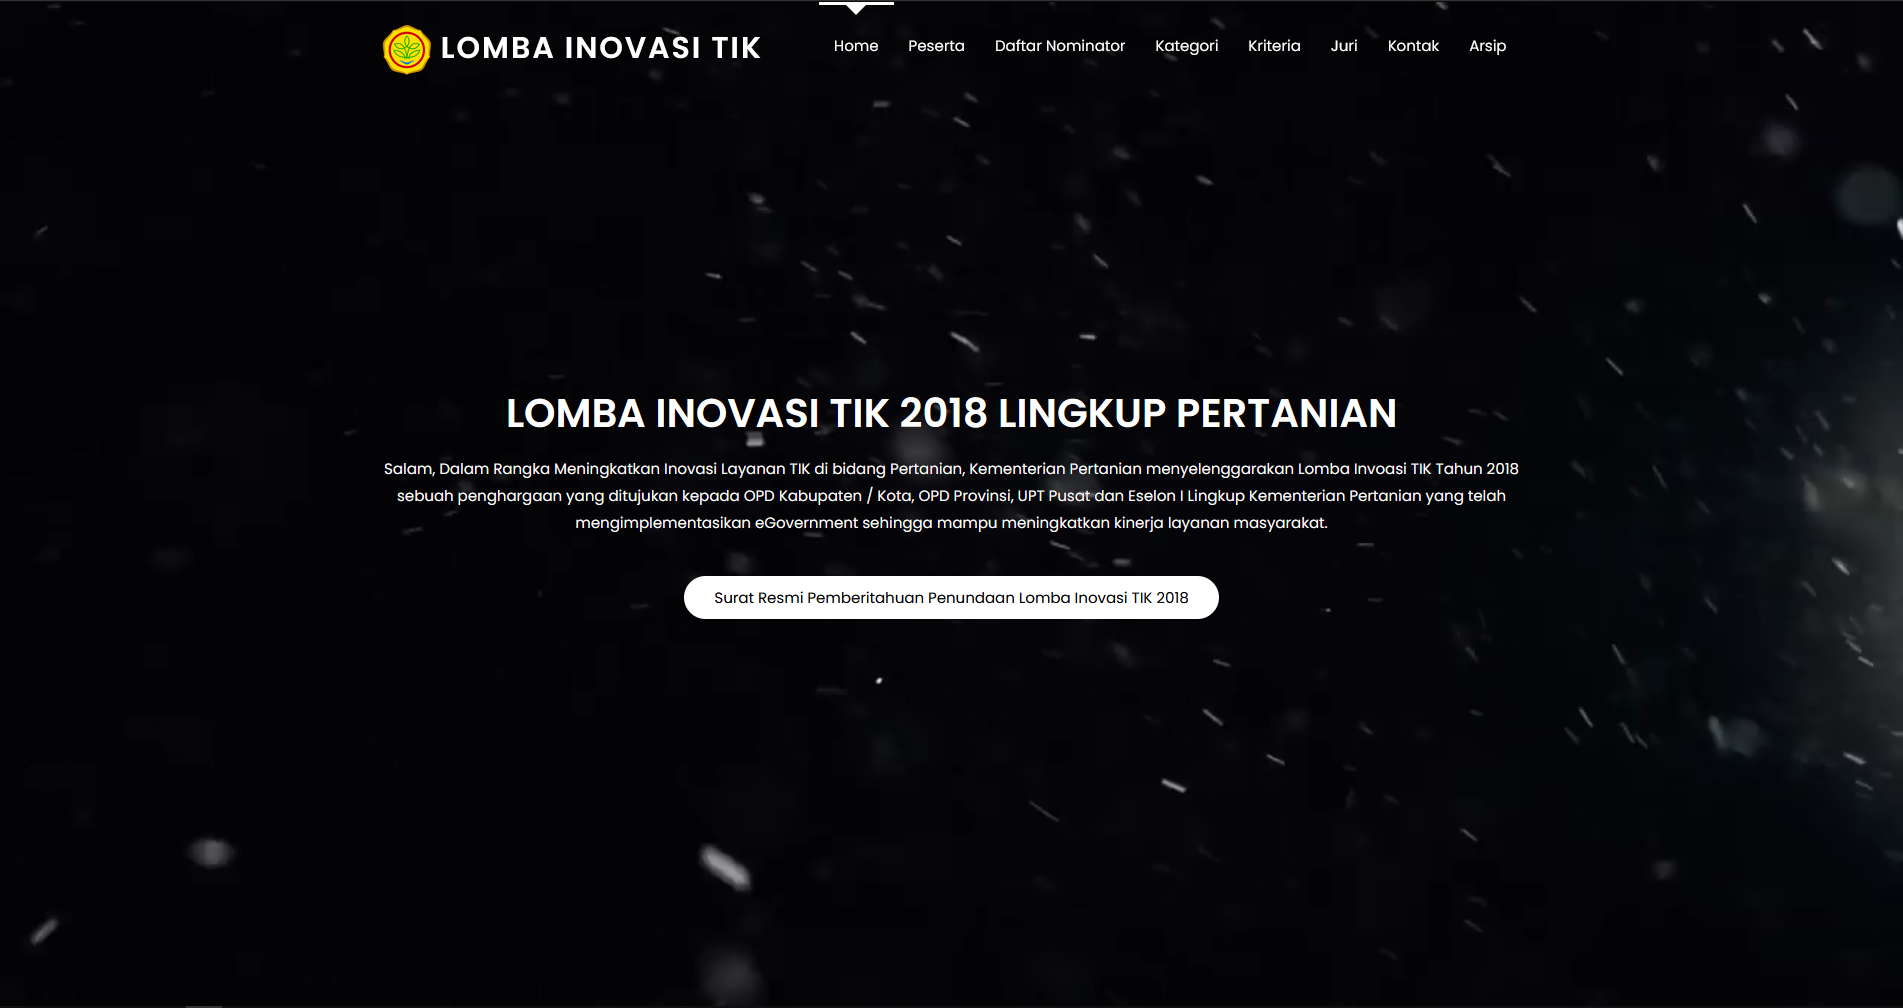 LOMBA INOVASI TIK
Home Peserta Daftar Nominator Kategori Kriteria Juri Kontak Arsip
LOMBA INOVASI TIK 2018 LINGKUP PERTANIAN
Salam, Dalam Rangka Meningkatkan Inovasi Layanan TIK di bidang Pertanian, Kementerian Pertanian menyelenggarakan Lomba Invoasi TIK Tahun 2018
sebuah penghargaan yang ditujukan kepada OPD Kabupaten / Kota, OPD Provinsi, UPT Pusat dan Eselon I Lingkup Kementerian Pertanian yang telah
mengimplementasikan eGovernment sehingga mampu meningkatkan kinerja layanan masyarakat.
Surat Resmi Pemberitahuan Penundaan Lomba Inovasi TIK 2018